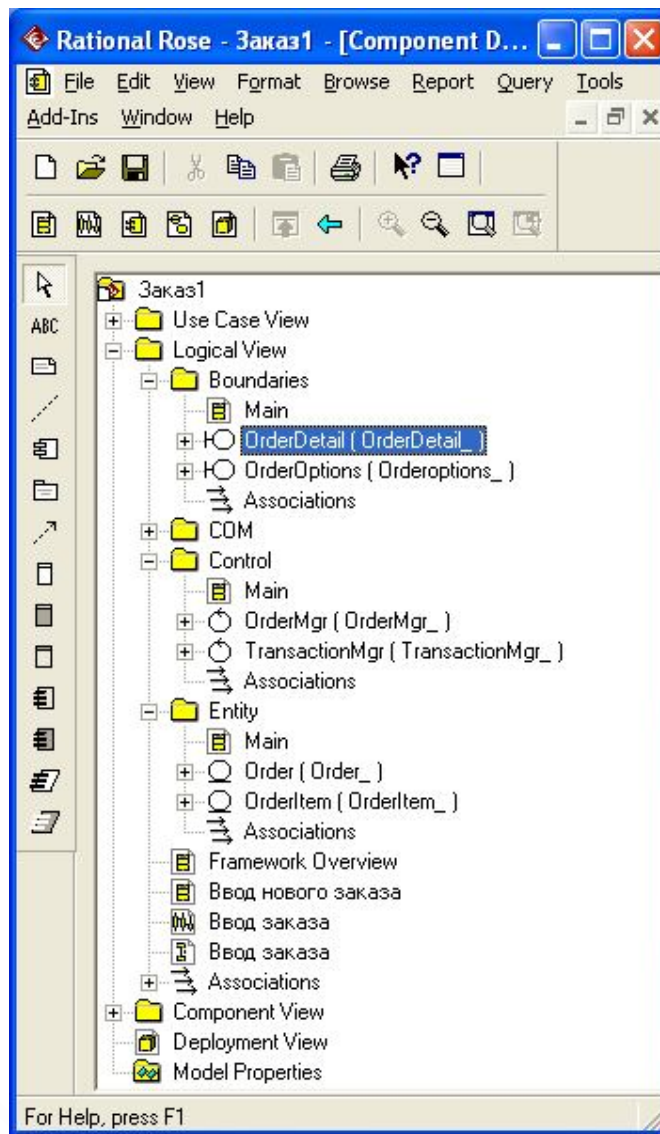 Rational Rose - Заказ1 - [Component D...
File Edit View Format Browse Report Query Tools
Add-Ins Window Help
ABC
Заказ1
Use Case View
Logical View
Boundaries
Main
OrderDetail ( OrderDetail_ )
OrderOptions ( Orderoptions_ )
Associations
COM
Control
Main
OrderMgr ( OrderMgr_ )
TransactionMgr ( TransactionMgr_ )
Associations
Entity
Main
Order ( Order_ )
OrderItem ( OrderItem_ )
Associations
Framework Overview
Ввод нового заказа
Ввод заказа
Ввод заказа
Associations
Component View
Deployment View
Model Properties
For Help, press F1